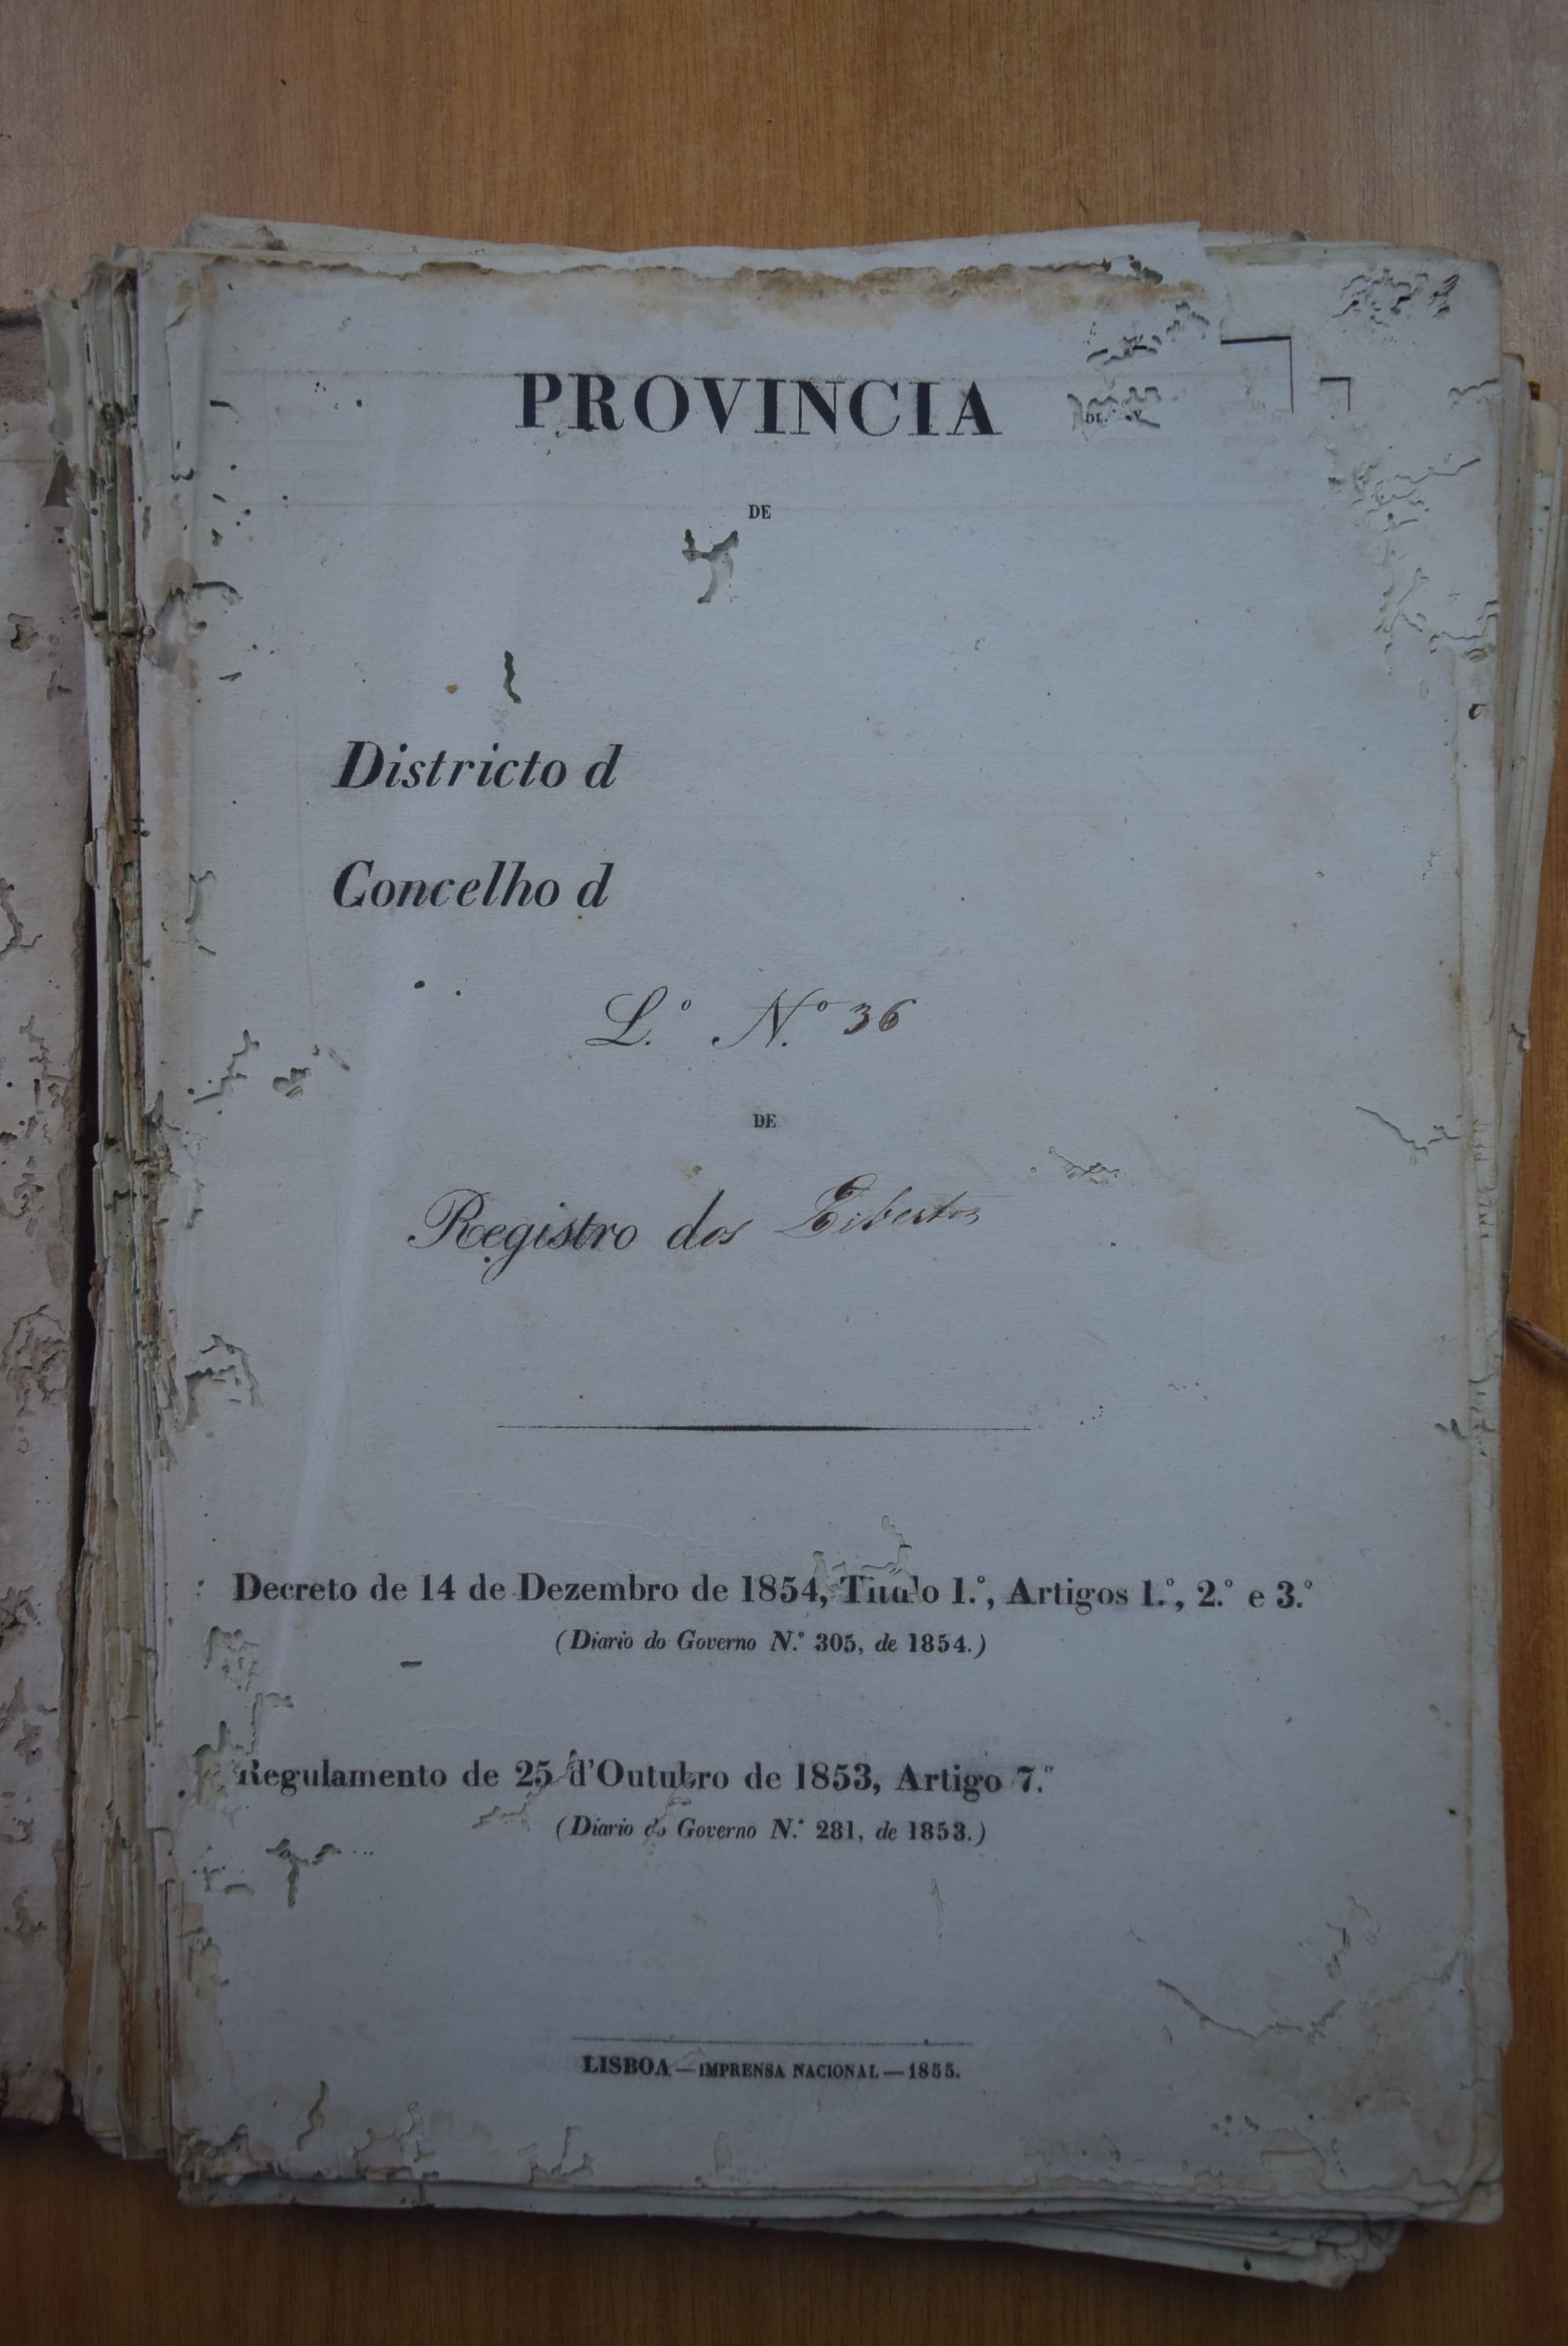 PROVINCIA
DE
Districto d
Concelho d
L.º N.º 36
DE
Registro dos Libertos
Decreto de 14 de Dezembro de 1854, Titulo 1.º, Artigos 1.º, 2.º e 3.º
(Diario do Governo N.º 305, de 1854.)
Regulamento de 25 d'Outubro de 1853, Artigo 7.º
(Diario do Governo N.º 281, de 1853.)
LISBOA — IMPRENSA NACIONAL — 1855.